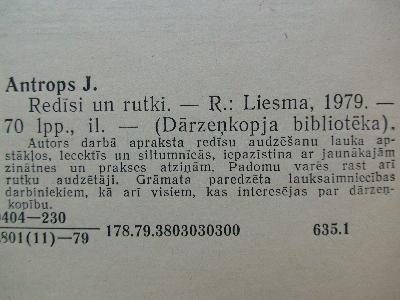 Antrops J.
Redīsi un rutki. — R.: Liesma, 1979. —
70 lpp., il. — (Dārzeņkopja bibliotēka).
Autors darbā apraksta redīsu audzēšanu lauka ap-
stākļos, lecektīs un siltumnīcās, iepazīstina ar jaunākajām
zinātnes un prakses atziņām. Padomu varēs rast arī
rutku audzētāji. Grāmata paredzēta lauksaimniecības
darbiniekiem, kā arī visiem, kas interesējas par dārzeņ-
kopību.
0404—230
801(11)—79
178.79.3803030300
635.1